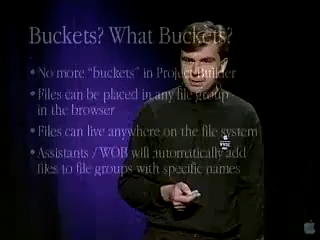 Buckets? What Buckets?
• No more “buckets” in Project Builder
• Files can be placed in any file group
in the browser
• Files can live anywhere on the file system
• Assistants / WOB will automatically add
files to file groups with specific names